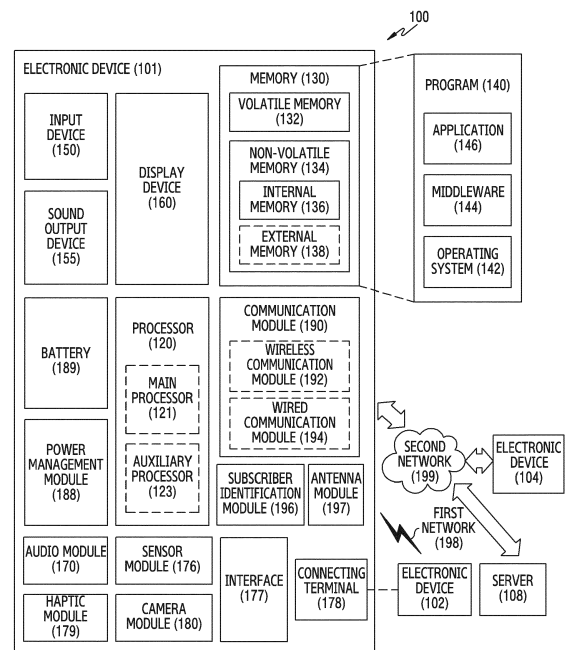 100
ELECTRONIC DEVICE (101)
INPUT
DEVICE
(150)
SOUND
OUTPUT
DEVICE
(155)
DISPLAY
DEVICE
(160)
MEMORY (130)
VOLATILE MEMORY
(132)
NON-VOLATILE
MEMORY (134)
INTERNAL
MEMORY (136)
EXTERNAL
MEMORY (138)
PROGRAM (140)
APPLICATION
(146)
MIDDLEWARE
(144)
OPERATING
SYSTEM (142)
BATTERY
(189)
POWER
MANAGEMENT
MODULE
(188)
PROCESSOR
(120)
MAIN
PROCESSOR
(121)
AUXILIARY
PROCESSOR
(123)
COMMUNICATION
MODULE (190)
WIRELESS
COMMUNICATION
MODULE (192)
WIRED
COMMUNICATION
MODULE (194)
SUBSCRIBER
IDENTIFICATION
MODULE (196)
ANTENNA
MODULE
(197)
SECOND
NETWORK
(199)
ELECTRONIC
DEVICE (104)
FIRST
NETWORK
(198)
AUDIO MODULE
(170)
SENSOR
MODULE (176)
INTERFACE
(177)
CONNECTING
TERMINAL
(178)
ELECTRONIC
DEVICE
(102)
SERVER
(108)
HAPTIC MODULE
(179)
CAMERA
MODULE (180)